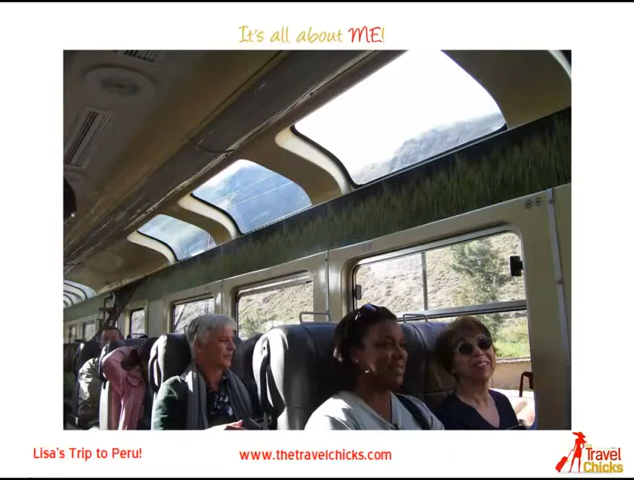 It's all about ME!
Lisa's Trip to Peru!
www.thetravelchicks.com
Travel
Chicks